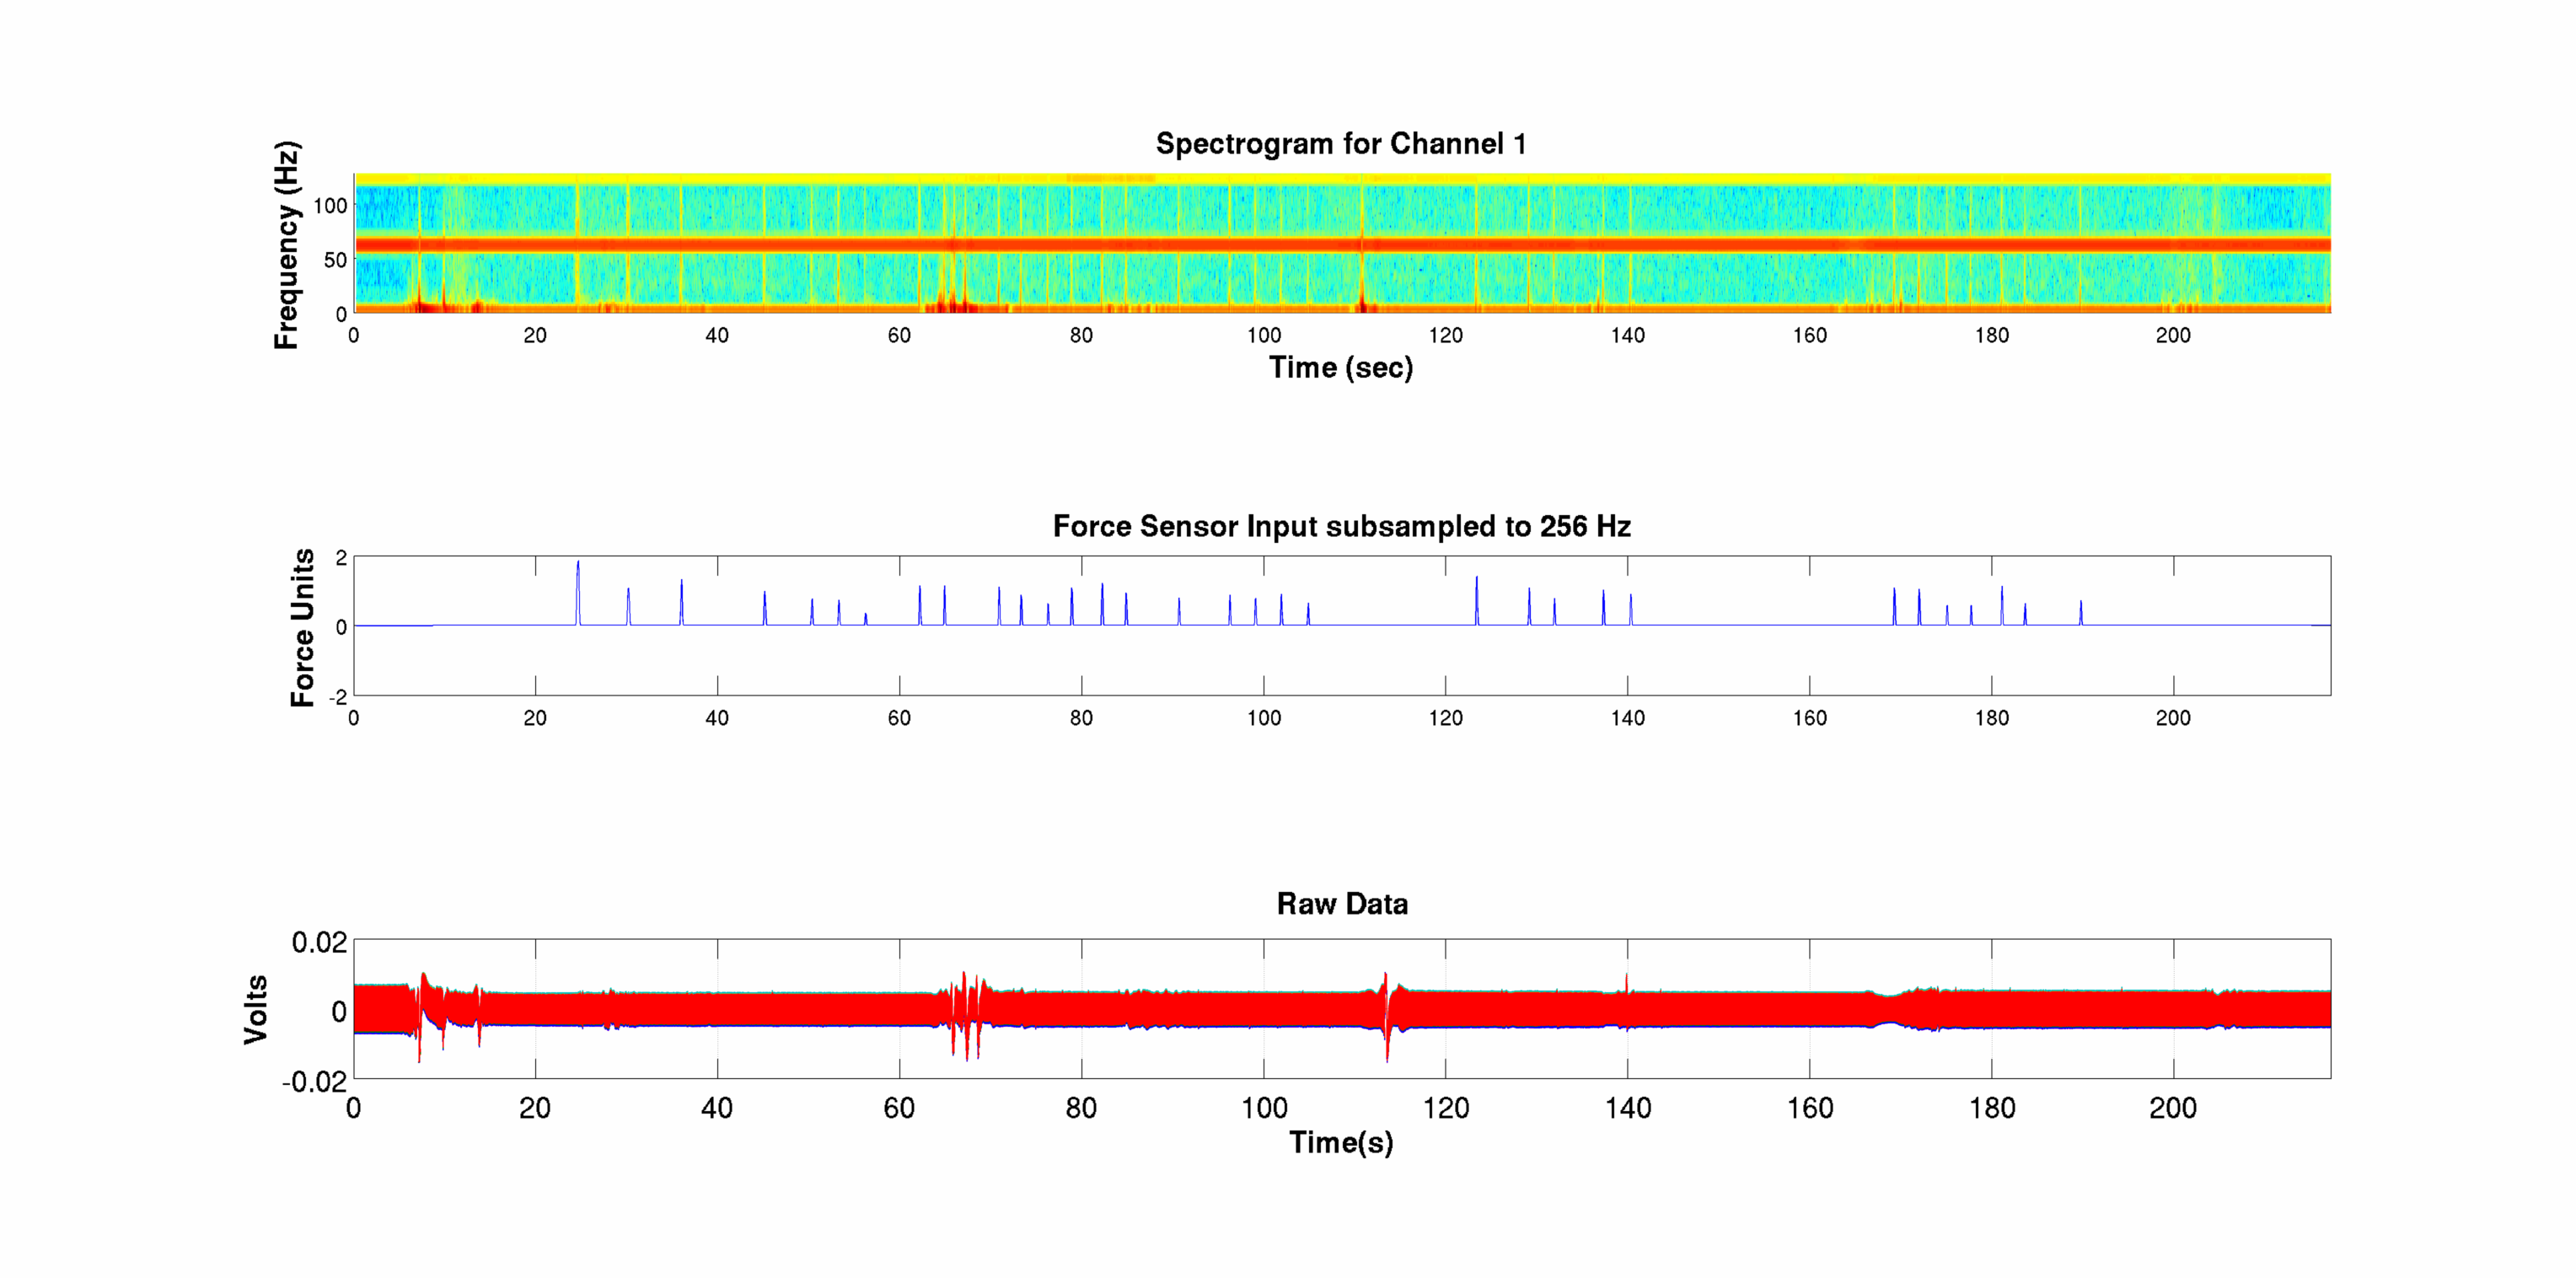 Spectrogram for Channel 1
Frequency (Hz)
100
50
0
0 20 40 60 80 100 120 140 160 180 200
Time (sec)
Force Sensor Input subsampled to 256 Hz
Force Units
2
0
-2
0 20 40 60 80 100 120 140 160 180 200
Raw Data
Volts
0.02
0
-0.02
0 20 40 60 80 100 120 140 160 180 200
Time(s)